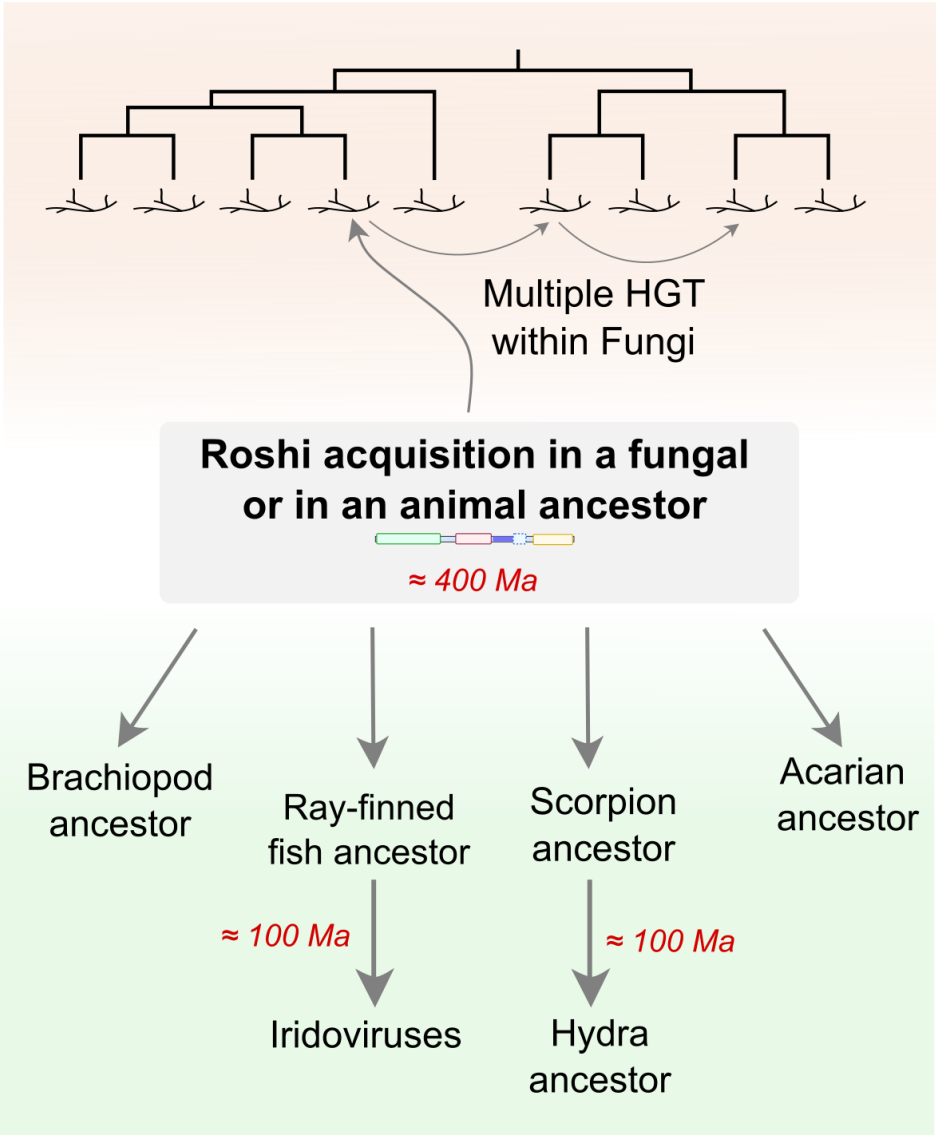 Multiple HGT
within Fungi
Roshi acquisition in a fungal
or in an animal ancestor
≈ 400 Ma
Brachiopod
ancestor
Ray-finned
fish ancestor
Scorpion
ancestor
Acarian
ancestor
≈ 100 Ma
≈ 100 Ma
Iridoviruses
Hydra
ancestor